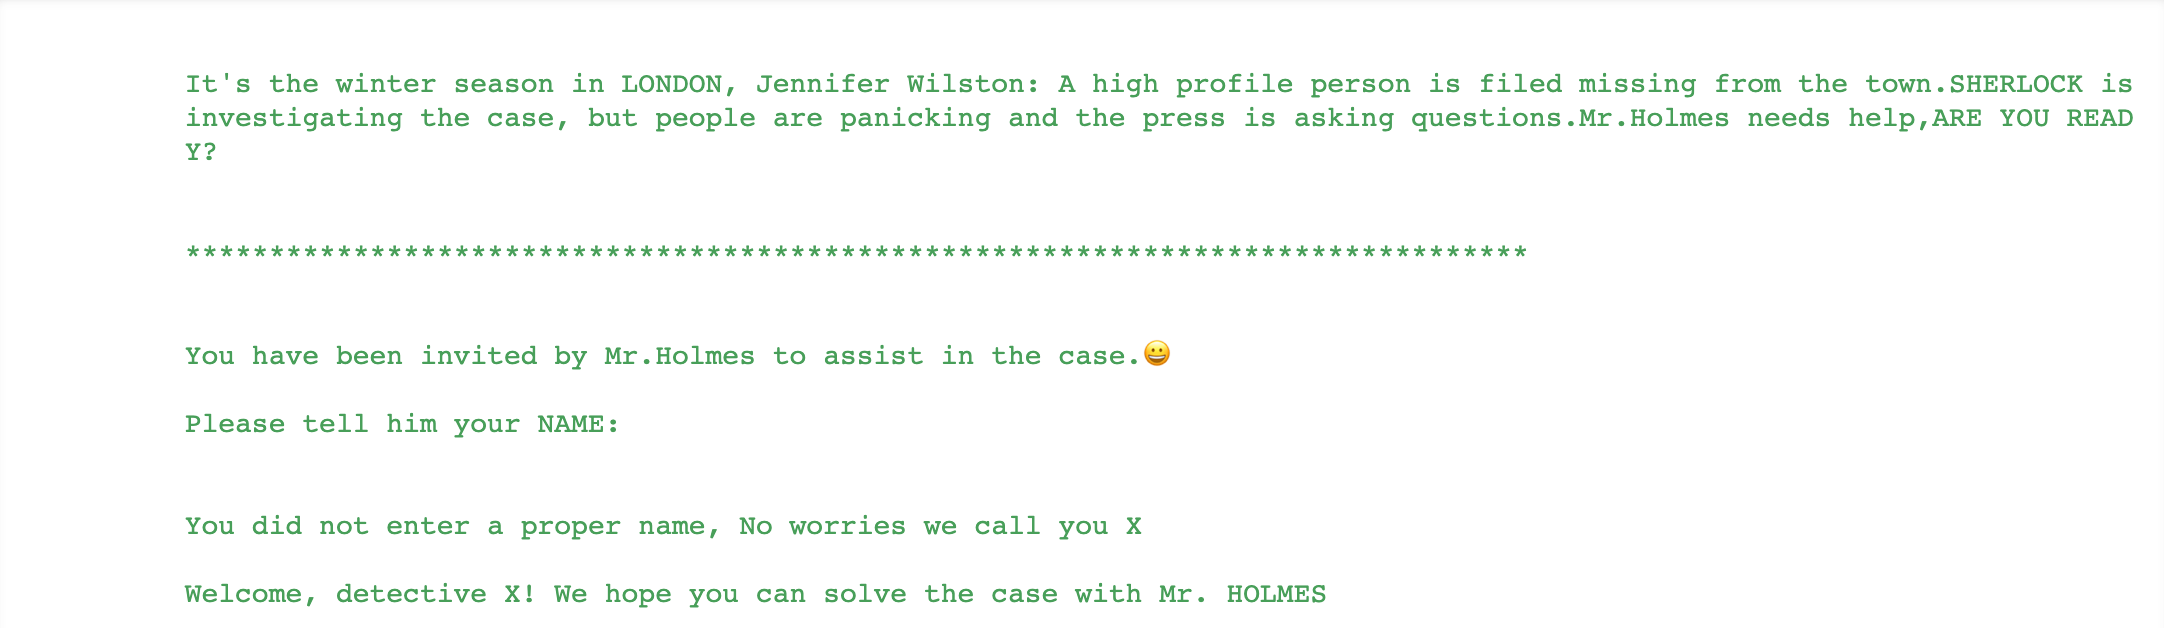 It's the winter season in LONDON, Jennifer Wilston: A high profile person is filed missing from the town.SHERLOCK is
investigating the case, but people are panicking and the press is asking questions.Mr.Holmes needs help,ARE YOU READ
Y?
********************************************************************************
You have been invited by Mr.Holmes to assist in the case.😀
Please tell him your NAME:
You did not enter a proper name, No worries we call you X
Welcome, detective X! We hope you can solve the case with Mr. HOLMES